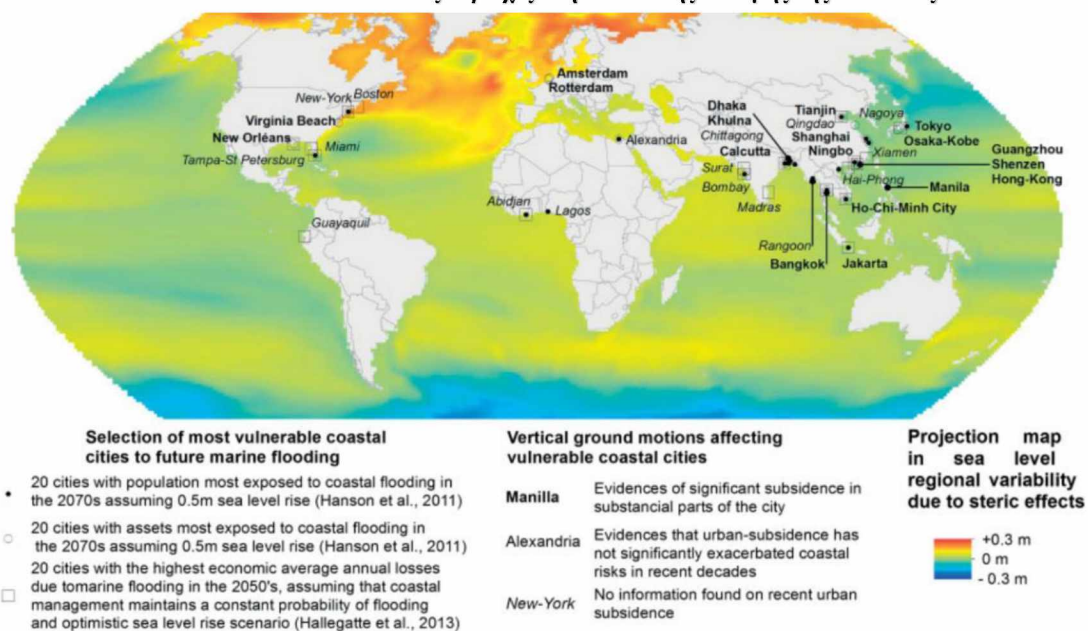 New-York
Boston
Virginia Beach
New Orléans
Miami
Tampa-St Petersburg
Guayaquil
Amsterdam
Rotterdam
Alexandria
Abidjan
Lagos
Dhaka
Khulna
Chittagong
Calcutta
Surat
Bombay
Madras
Rangoon
Bangkok
Tianjin
Qingdao
Shanghai
Ningbo
Nagoya
Tokyo
Osaka-Kobe
Xiamen
Guangzhou
Shenzen
Hong-Kong
Hai-Phong
Manila
Ho-Chi-Minh City
Jakarta
Selection of most vulnerable coastal
cities to future marine flooding
20 cities with population most exposed to coastal flooding in
the 2070s assuming 0.5m sea level rise (Hanson et al., 2011)
20 cities with assets most exposed to coastal flooding in
the 2070s assuming 0.5m sea level rise (Hanson et al., 2011)
20 cities with the highest economic average annual losses
due tomarine flooding in the 2050's, assuming that coastal
management maintains a constant probability of flooding
and optimistic sea level rise scenario (Hallegatte et al., 2013)
Vertical ground motions affecting
vulnerable coastal cities
Manilla
Evidences of significant subsidence in
substancial parts of the city
Alexandria
Evidences that urban-subsidence has
not significantly exacerbated coastal
risks in recent decades
New-York
No information found on recent urban
subsidence
Projection map
in sea level
regional variability
due to steric effects
+0.3 m
0 m
- 0.3 m